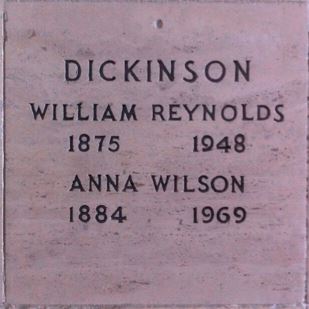 DICKINSON
WILLIAM REYNOLDS
1875 1948
ANNA WILSON
1884 1969